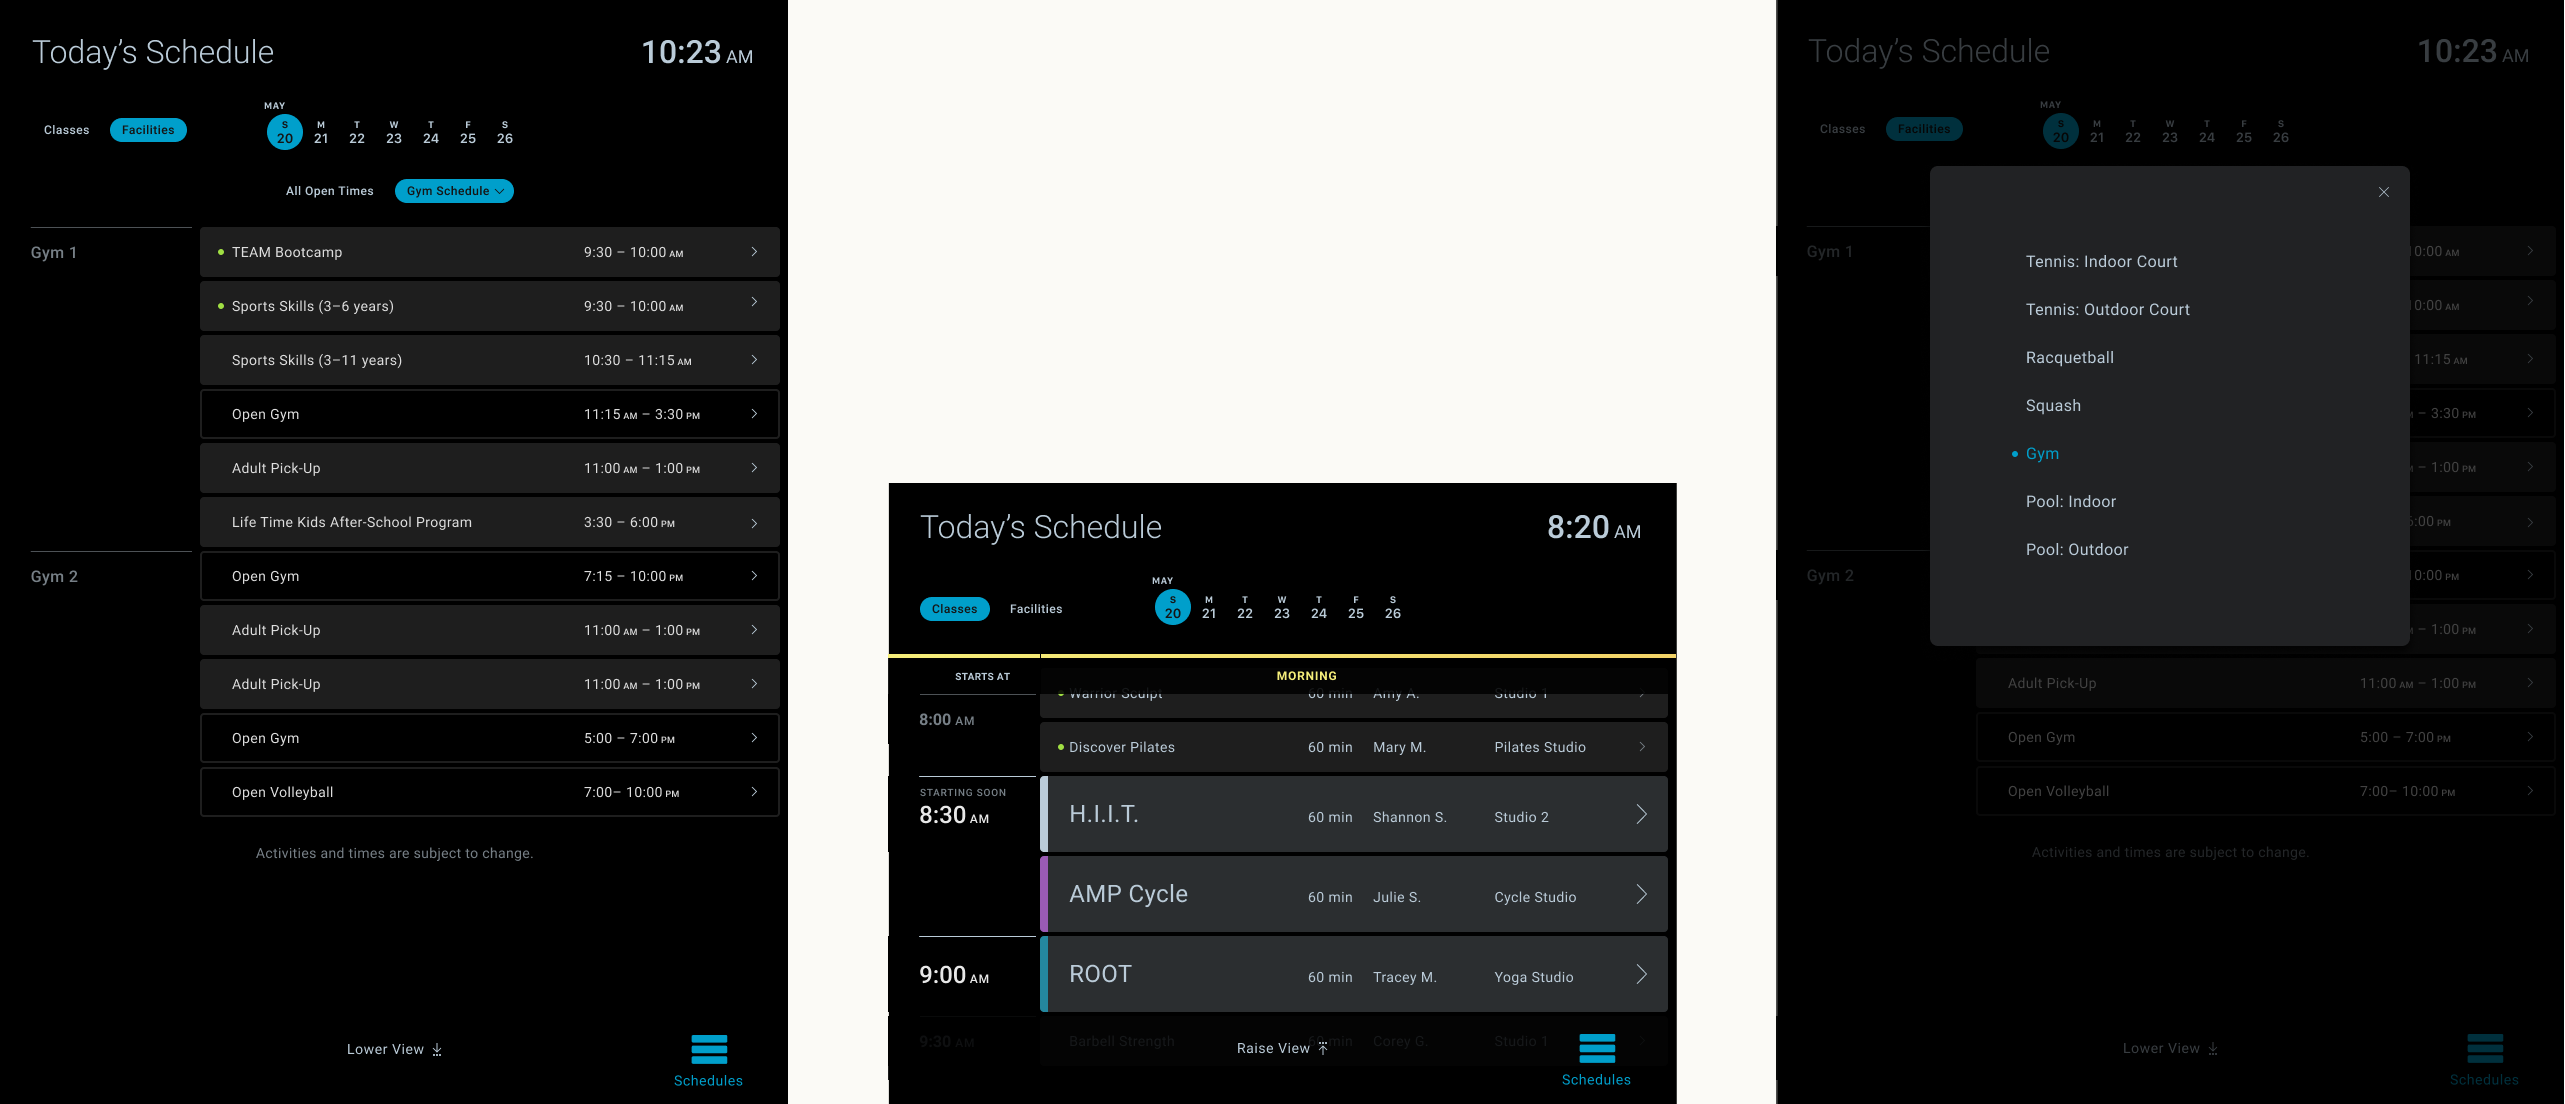 Today's Schedule
10:23 AM
MAY
Classes
Facilities
S M T W T F S
20 21 22 23 24 25 26
All Open Times
Gym Schedule
Gym 1
TEAM Bootcamp 9:30 – 10:00 AM
Sports Skills (3–6 years) 9:30 – 10:00 AM
Sports Skills (3–11 years) 10:30 – 11:15 AM
Open Gym 11:15 AM – 3:30 PM
Adult Pick-Up 11:00 AM – 1:00 PM
Life Time Kids After-School Program 3:30 – 6:00 PM
Gym 2
Open Gym 7:15 – 10:00 PM
Adult Pick-Up 11:00 AM – 1:00 PM
Adult Pick-Up 11:00 AM – 1:00 PM
Open Gym 5:00 – 7:00 PM
Open Volleyball 7:00– 10:00 PM
Activities and times are subject to change.
Lower View
Schedules
Today's Schedule
8:20 AM
MAY
Classes
Facilities
S M T W T F S
20 21 22 23 24 25 26
STARTS AT
MORNING
Warrior Sculpt 60 min Amy A. Studio 1
8:00 AM
Discover Pilates 60 min Mary M. Pilates Studio
STARTING SOON
8:30 AM
H.I.I.T. 60 min Shannon S. Studio 2
AMP Cycle 60 min Julie S. Cycle Studio
9:00 AM
ROOT 60 min Tracey M. Yoga Studio
9:30 AM
Barbell Strength min Corey G. Studio 1
Raise View
Schedules
Today's Schedule
10:23 AM
MAY
Classes
Facilities
S M T W T F S
20 21 22 23 24 25 26
Gym 1
0:00 AM
0:00 AM
11:15 AM
– 3:30 PM
– 1:00 PM
6:00 PM
Gym 2
0:00 PM
– 1:00 PM
Tennis: Indoor Court
Tennis: Outdoor Court
Racquetball
Squash
Gym
Pool: Indoor
Pool: Outdoor
Adult Pick-Up 11:00 AM – 1:00 PM
Open Gym 5:00 – 7:00 PM
Open Volleyball 7:00– 10:00 PM
Activities and times are subject to change.
Lower View
Schedules